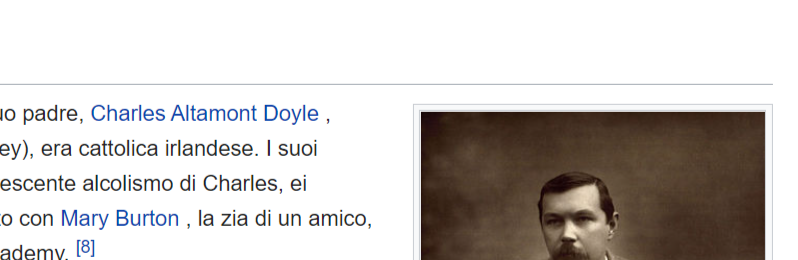 uo padre, Charles Altamont Doyle ,
ey), era cattolica irlandese. I suoi
escente alcolismo di Charles, ei
to con Mary Burton , la zia di un amico,
ademy. [8]